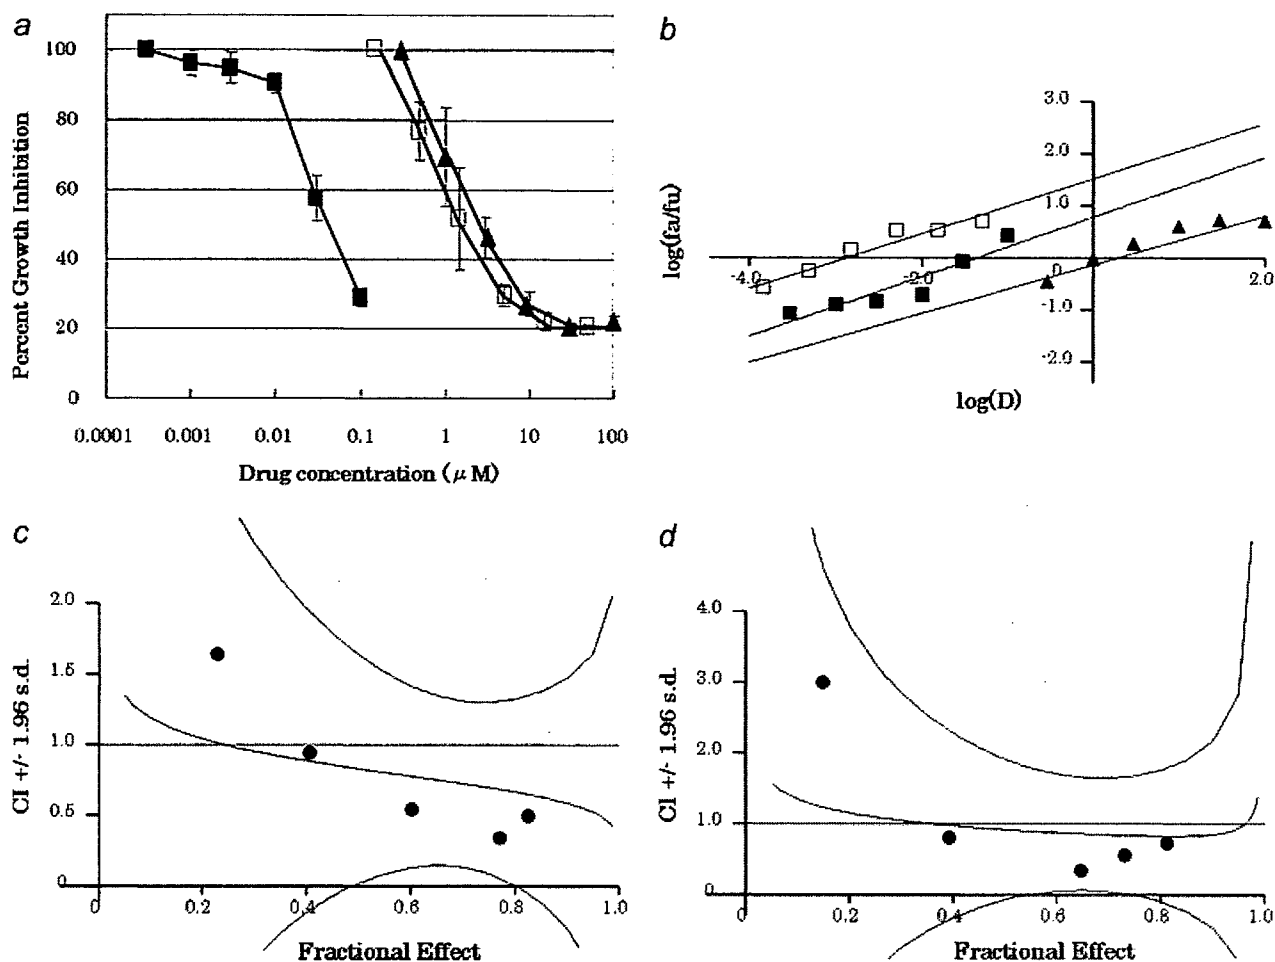 a
Percent Growth Inhibition
100
80
60
40
20
0
0.0001 0.001 0.01 0.1 1 10 100
Drug concentration (μM)
b
log(fa/fu)
3.0
2.0
1.0
0
-1.0
-2.0
-4.0 -2.0 2.0
log(D)
c
CI +/- 1.96 s.d.
2.0
1.5
1.0
0.5
0
0 0.2 0.4 0.6 0.8 1.0
Fractional Effect
d
CI +/- 1.96 s.d.
4.0
3.0
2.0
1.0
0
0 0.2 0.4 0.6 0.8 1.0
Fractional Effect